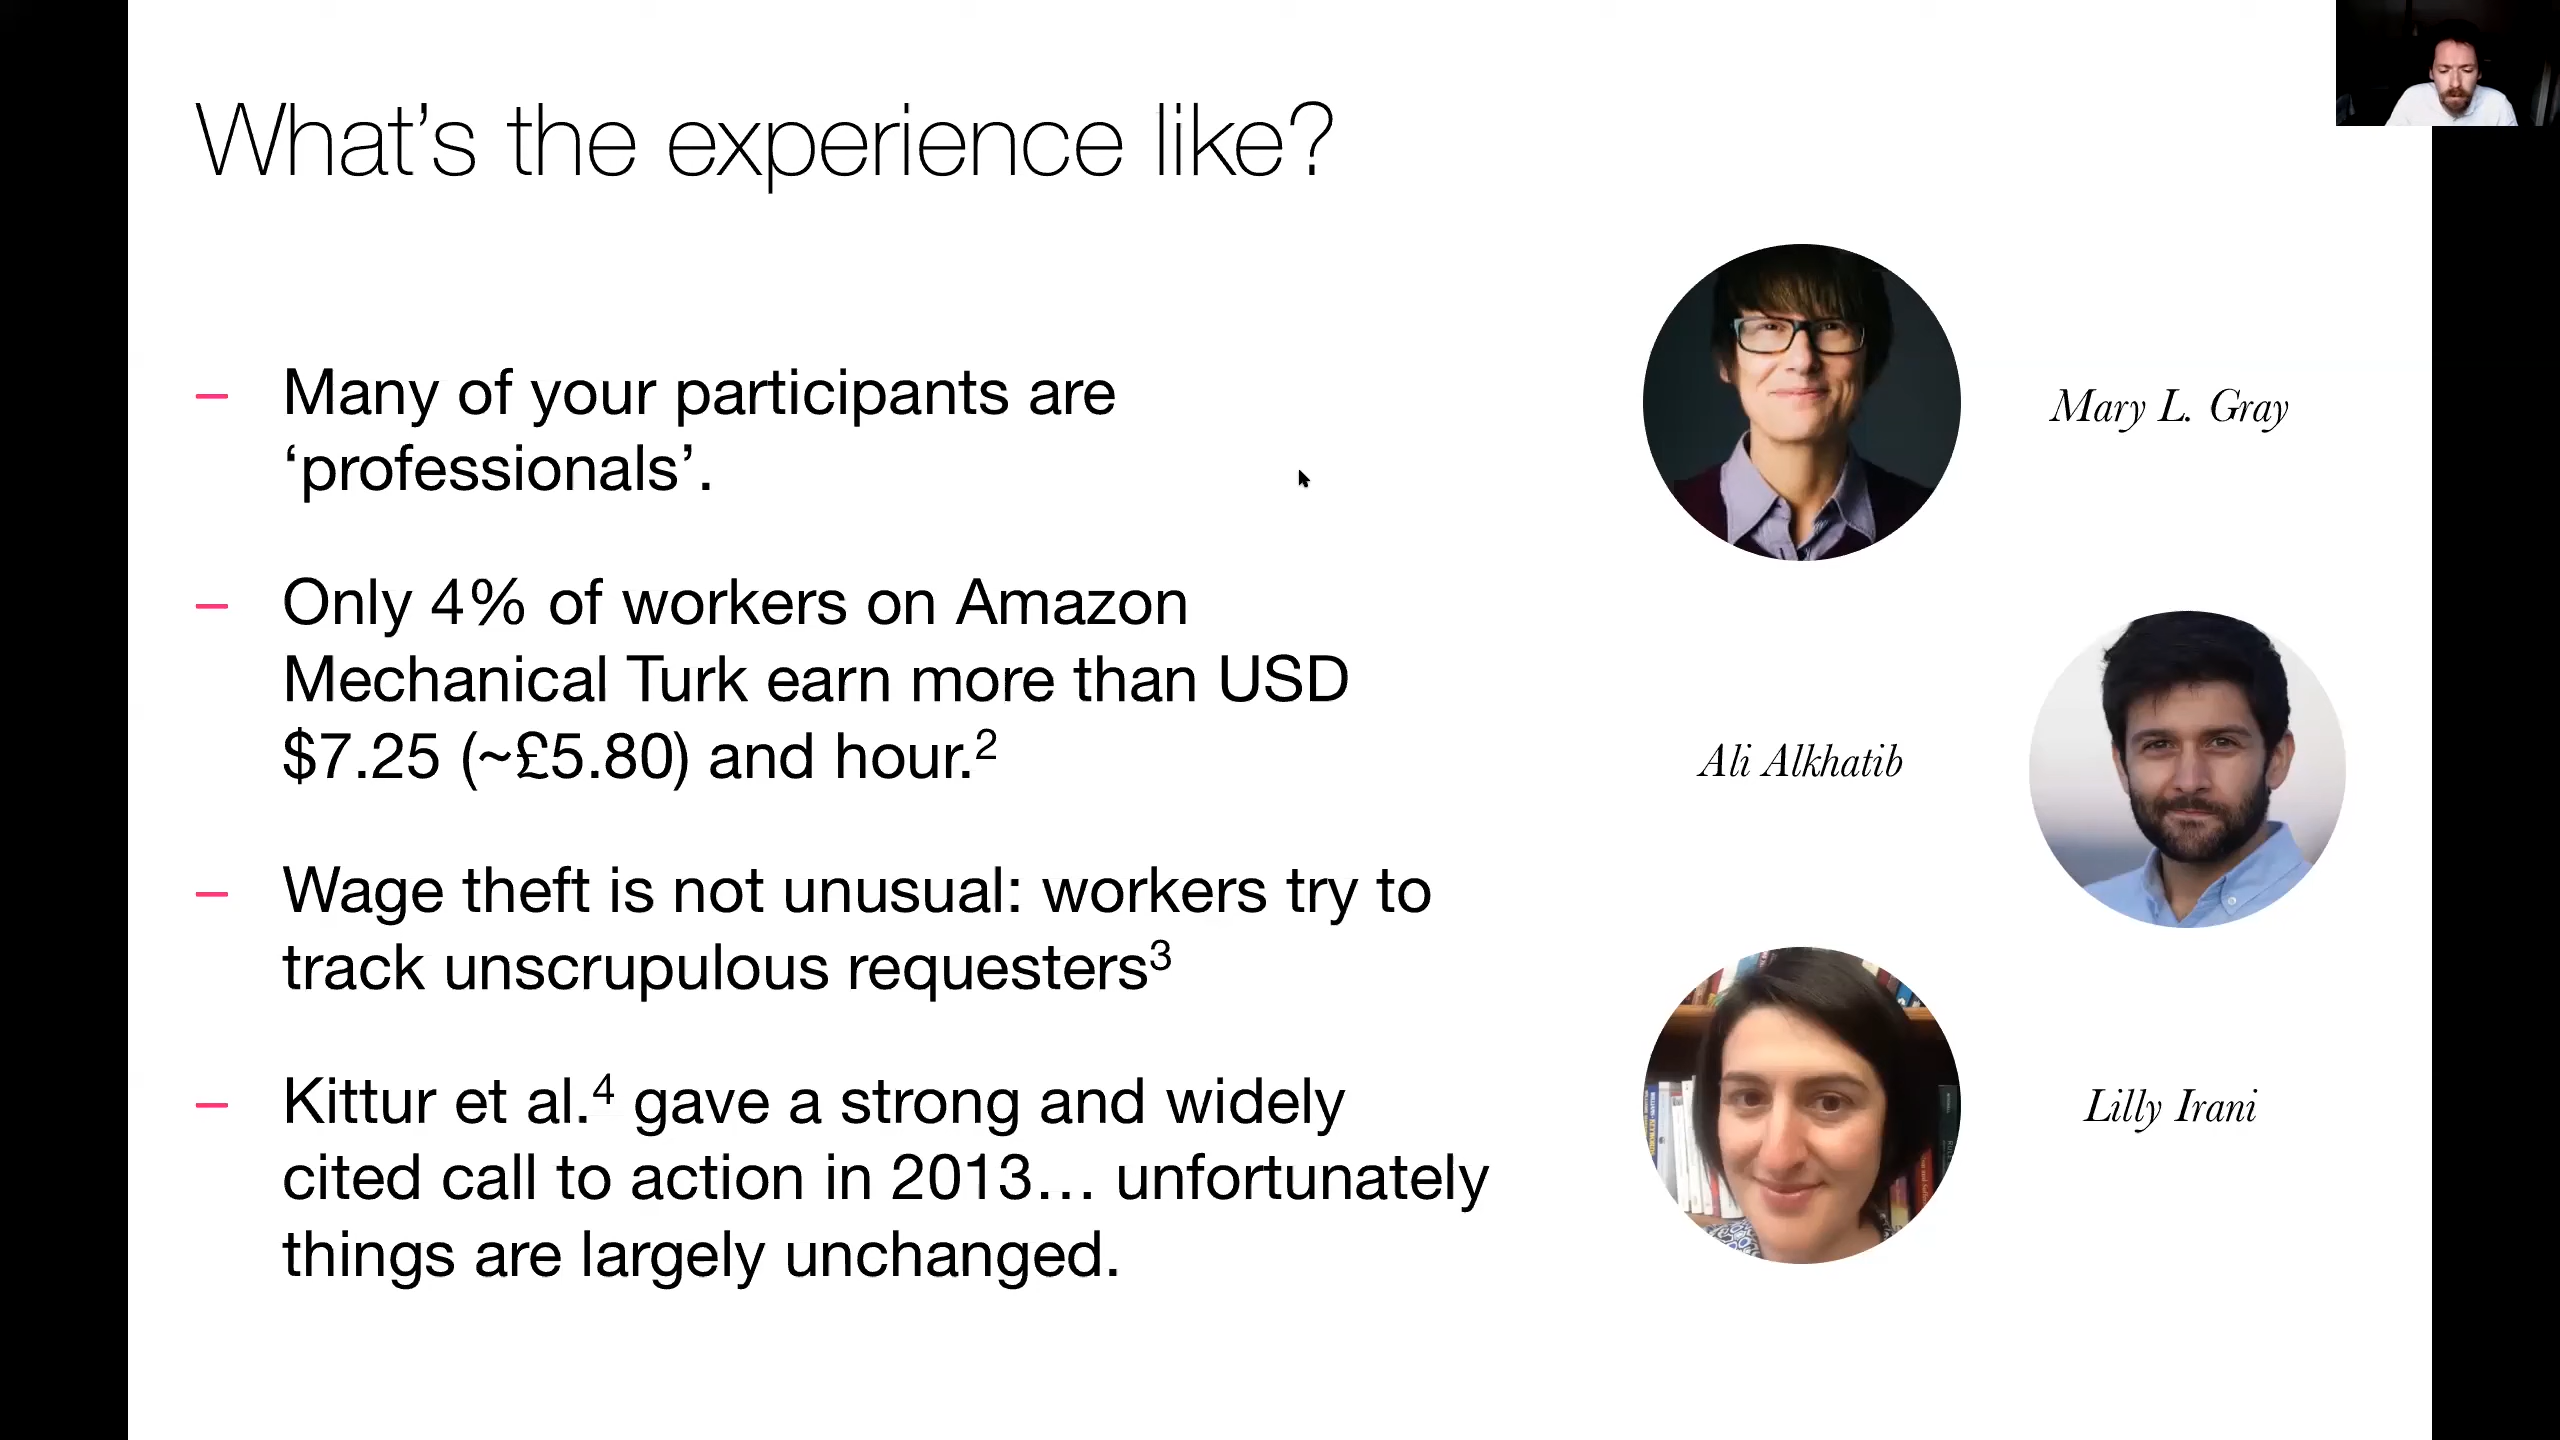 What’s the experience like?
– Many of your participants are
‘professionals’.
– Only 4% of workers on Amazon
Mechanical Turk earn more than USD
$7.25 (~£5.80) and hour.²
– Wage theft is not unusual: workers try to
track unscrupulous requesters³
– Kittur et al.⁴ gave a strong and widely
cited call to action in 2013… unfortunately
things are largely unchanged.
Mary L. Gray
Ali Alkhatib
Lilly Irani